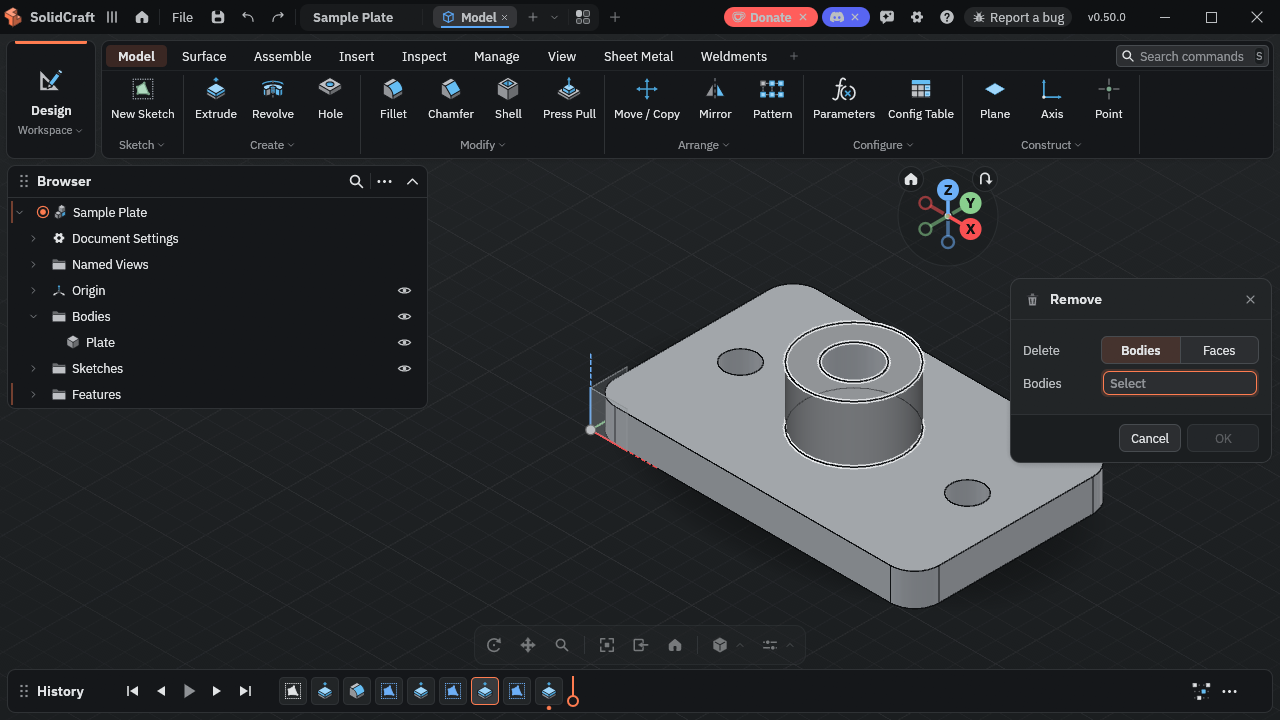 SolidCraft
File
Sample Plate
Model
Donate
Report a bug
v0.50.0
Design
Workspace
Model
Surface
Assemble
Insert
Inspect
Manage
View
Sheet Metal
Weldments
Search commands
S
New Sketch
Extrude
Revolve
Hole
Fillet
Chamfer
Shell
Press Pull
Move / Copy
Mirror
Pattern
Parameters
Config Table
Plane
Axis
Point
Sketch
Create
Modify
Arrange
Configure
Construct
Browser
Sample Plate
Document Settings
Named Views
Origin
Bodies
Plate
Sketches
Features
Z
Y
X
Remove
Delete
Bodies
Faces
Bodies
Select
Cancel
OK
History